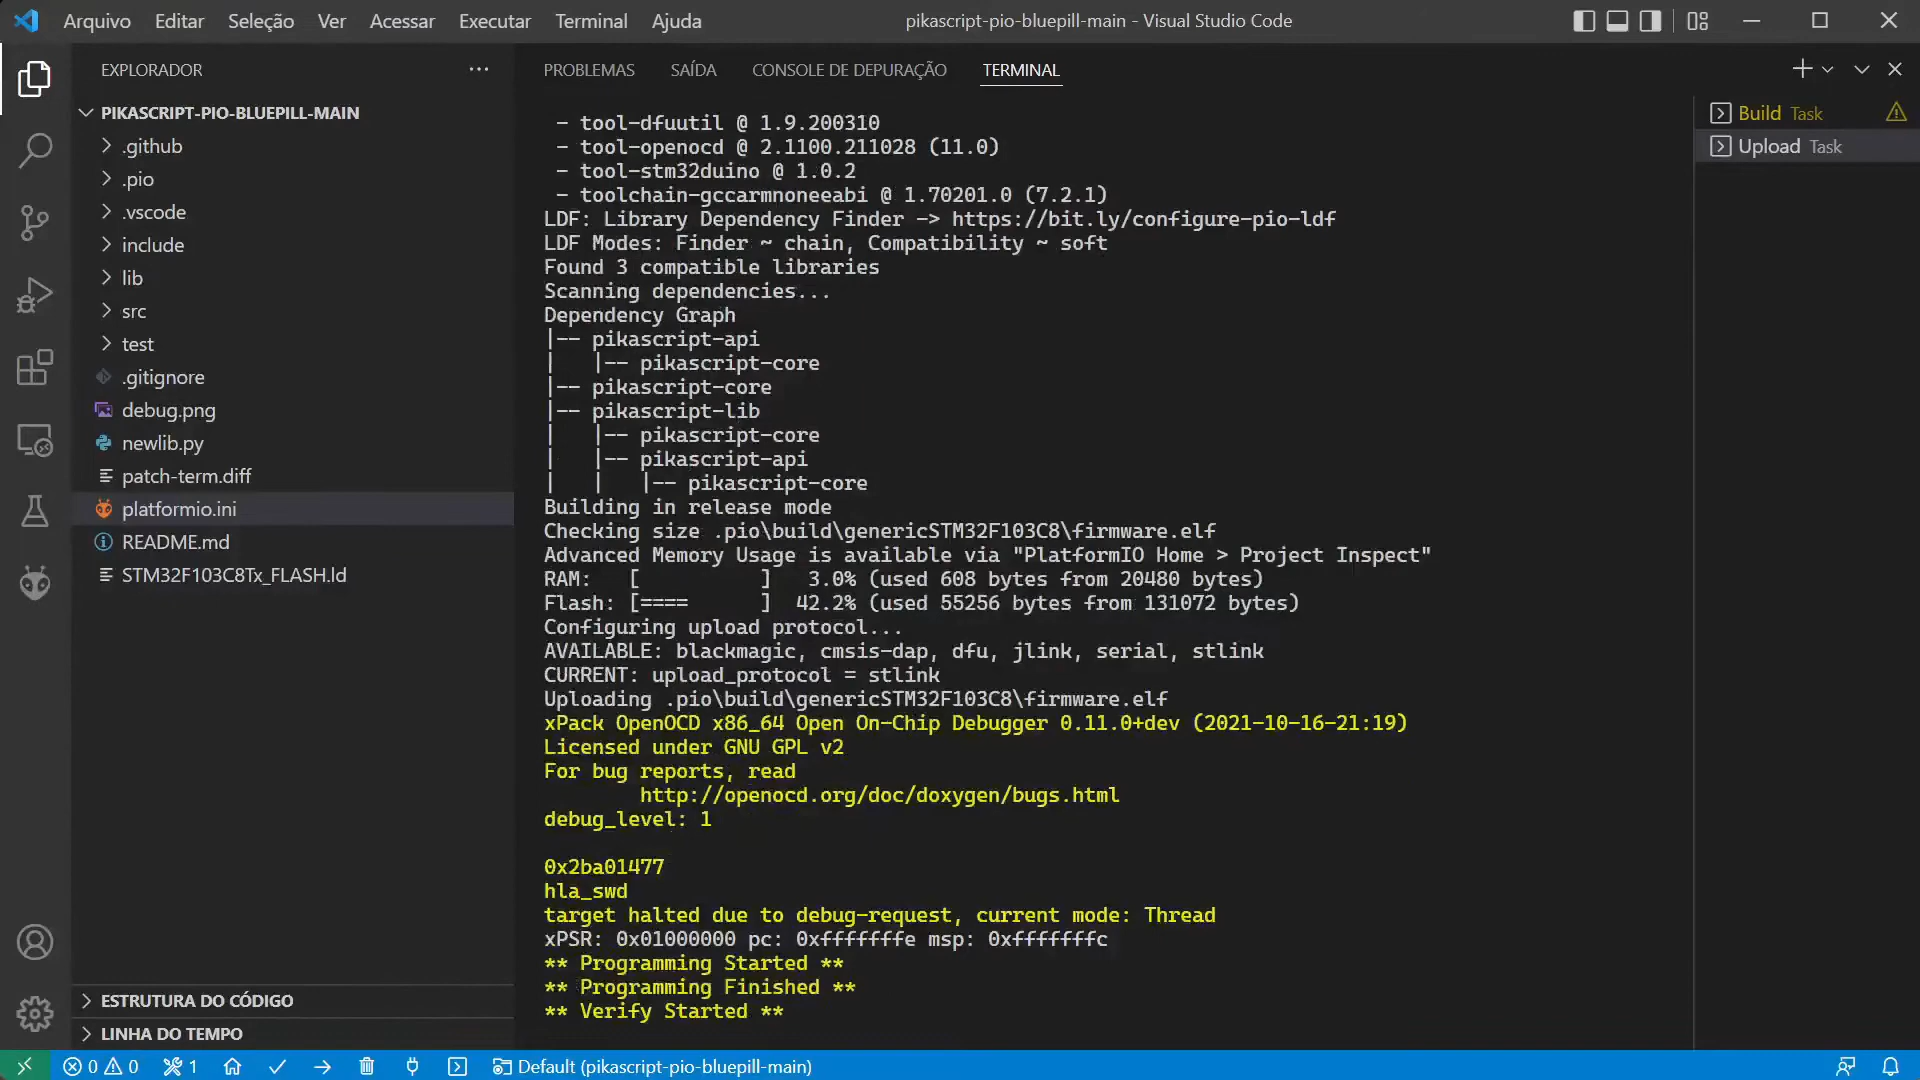 Arquivo Editar Seleção Ver Acessar Executar Terminal Ajuda
pikascript-pio-bluepill-main - Visual Studio Code
EXPLORADOR
PIKASCRIPT-PIO-BLUEPILL-MAIN
.github
.pio
.vscode
include
lib
src
test
.gitignore
debug.png
newlib.py
patch-term.diff
platformio.ini
README.md
STM32F103C8Tx_FLASH.ld
ESTRUTURA DO CÓDIGO
LINHA DO TEMPO
PROBLEMAS SAÍDA CONSOLE DE DEPURAÇÃO TERMINAL
- tool-dfuutil @ 1.9.200310
- tool-openocd @ 2.1100.211028 (11.0)
- tool-stm32duino @ 1.0.2
- toolchain-gccarmnoneeabi @ 1.70201.0 (7.2.1)
LDF: Library Dependency Finder -> https://bit.ly/configure-pio-ldf
LDF Modes: Finder ~ chain, Compatibility ~ soft
Found 3 compatible libraries
Scanning dependencies...
Dependency Graph
|-- pikascript-api
|   |-- pikascript-core
|-- pikascript-core
|-- pikascript-lib
|   |-- pikascript-core
|   |-- pikascript-api
|   |   |-- pikascript-core
Building in release mode
Checking size .pio\build\genericSTM32F103C8\firmware.elf
Advanced Memory Usage is available via "PlatformIO Home > Project Inspect"
RAM:   [          ]   3.0% (used 608 bytes from 20480 bytes)
Flash: [====      ]  42.2% (used 55256 bytes from 131072 bytes)
Configuring upload protocol...
AVAILABLE: blackmagic, cmsis-dap, dfu, jlink, serial, stlink
CURRENT: upload_protocol = stlink
Uploading .pio\build\genericSTM32F103C8\firmware.elf
xPack OpenOCD x86_64 Open On-Chip Debugger 0.11.0+dev (2021-10-16-21:19)
Licensed under GNU GPL v2
For bug reports, read
http://openocd.org/doc/doxygen/bugs.html
debug_level: 1
0x2ba01477
hla_swd
target halted due to debug-request, current mode: Thread
xPSR: 0x01000000 pc: 0xfffffffe msp: 0xfffffffc
** Programming Started **
** Programming Finished **
** Verify Started **
Build Task
Upload Task
0 0 1 Default (pikascript-pio-bluepill-main)